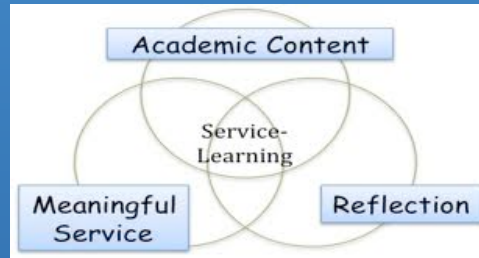 Academic Content
Service-
Learning
Meaningful
Service
Reflection